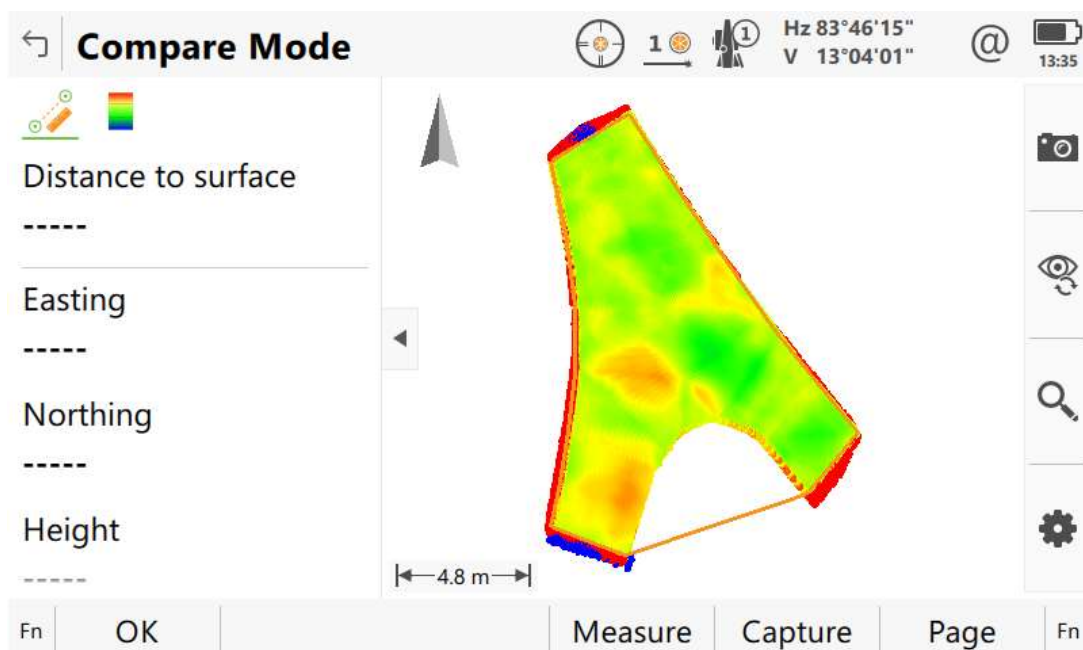 Compare Mode
1
1
Hz 83°46'15"
V 13°04'01"
@
13:35
Distance to surface
-----
Easting
-----
Northing
-----
Height
-----
4.8 m
Fn
OK
Measure
Capture
Page
Fn